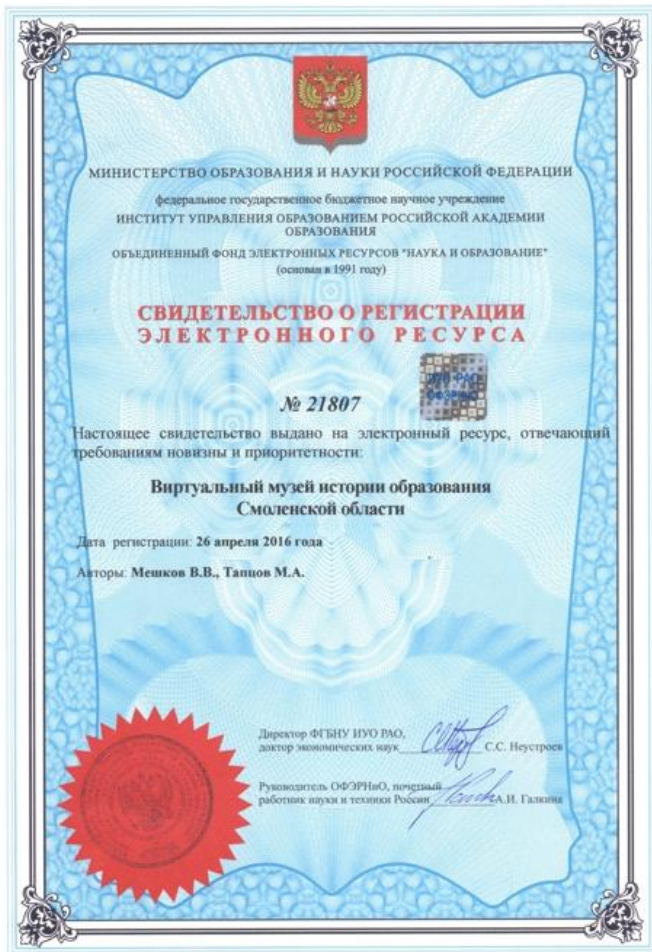 МИНИСТЕРСТВО ОБРАЗОВАНИЯ И НАУКИ РОССИЙСКОЙ ФЕДЕРАЦИИ
федеральное государственное бюджетное научное учреждение
ИНСТИТУТ УПРАВЛЕНИЯ ОБРАЗОВАНИЕМ РОССИЙСКОЙ АКАДЕМИИ
ОБРАЗОВАНИЯ
ОБЪЕДИНЕННЫЙ ФОНД ЭЛЕКТРОННЫХ РЕСУРСОВ "НАУКА И ОБРАЗОВАНИЕ"
(основан в 1991 году)
СВИДЕТЕЛЬСТВО О РЕГИСТРАЦИИ
ЭЛЕКТРОННОГО РЕСУРСА
ИУО РАО
ОФЭРНиО
№ 21807
Настоящее свидетельство выдано на электронный ресурс, отвечающий
требованиям новизны и приоритетности:
Виртуальный музей истории образования
Смоленской области
Дата регистрации: 26 апреля 2016 года
Авторы: Мешков В.В., Тапцов М.А.
Директор ФГБНУ ИУО РАО,
доктор экономических наук С.С. Неустроев
Руководитель ОФЭРНиО, почетный
работник науки и техники России А.И. Галкина